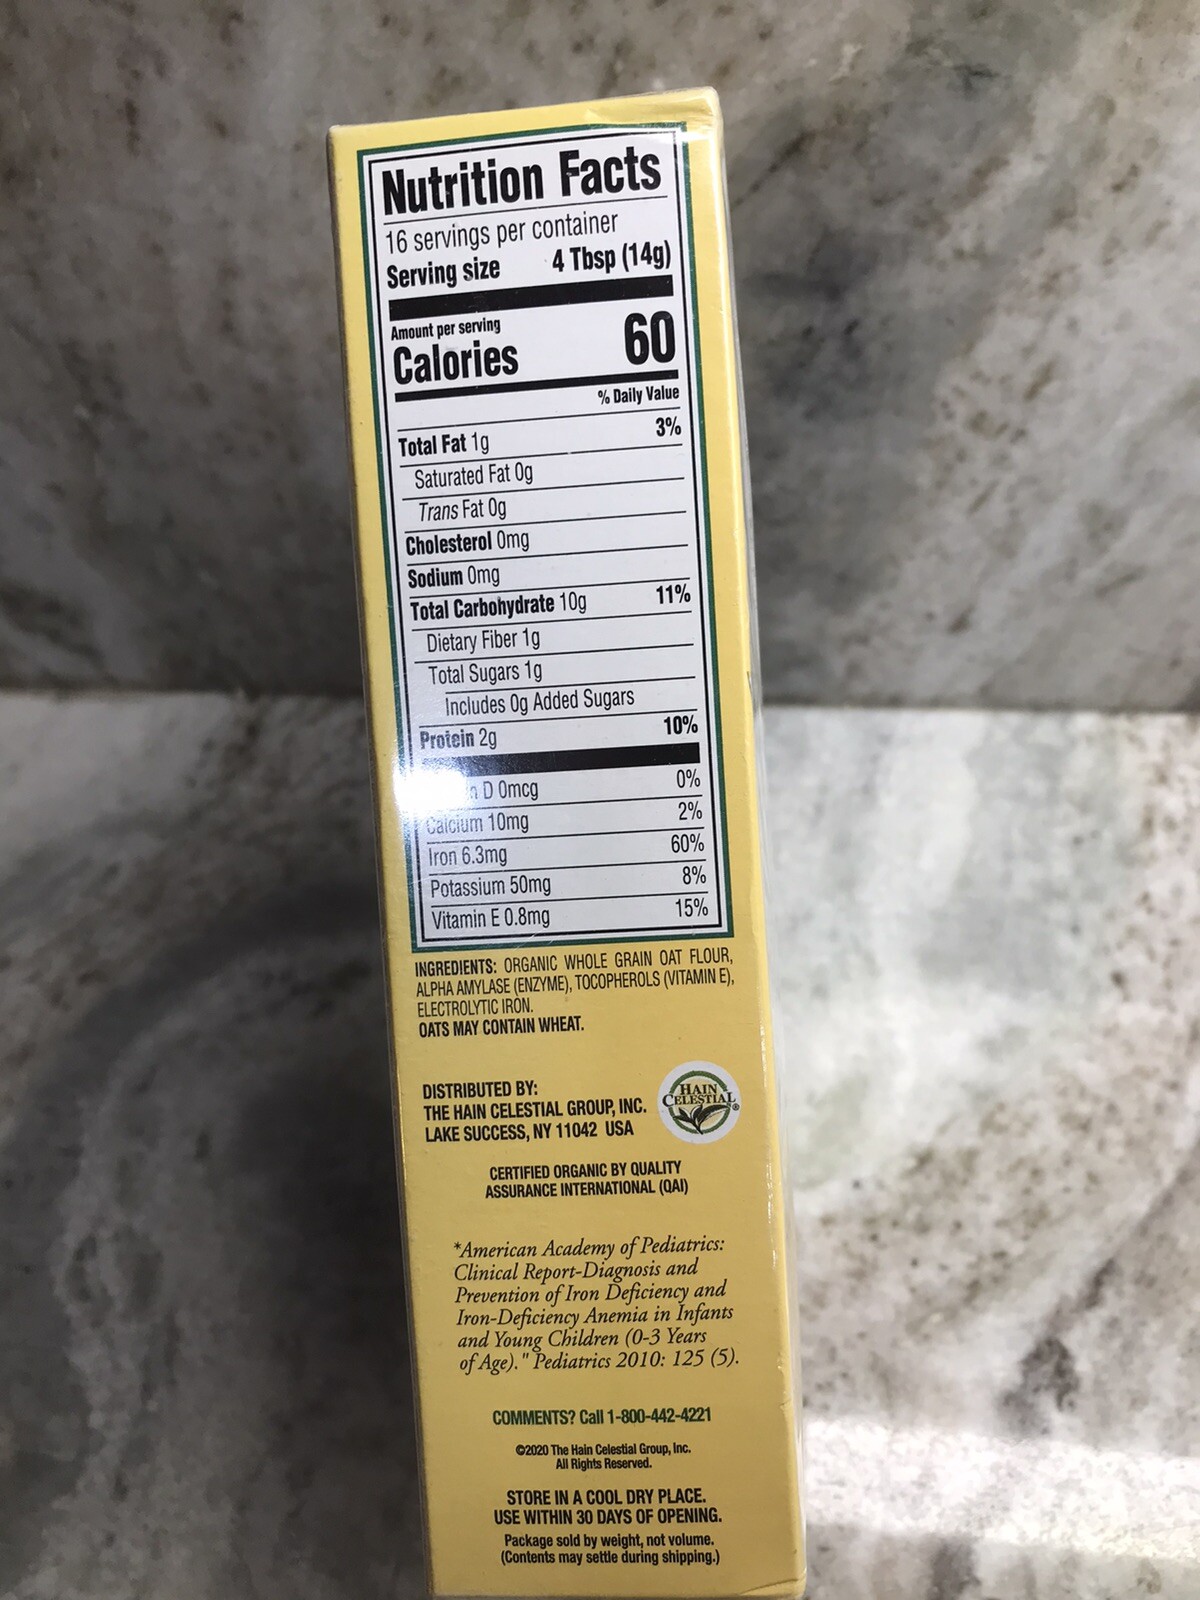 Nutrition Facts
16 servings per container
Serving size 4 Tbsp (14g)
Amount per serving
Calories 60
% Daily Value
Total Fat 1g 3%
Saturated Fat 0g
Trans Fat 0g
Cholesterol 0mg
Sodium 0mg
Total Carbohydrate 10g 11%
Dietary Fiber 1g
Total Sugars 1g
Includes 0g Added Sugars
Protein 2g 10%
D 0mcg 0%
Calcium 10mg 2%
Iron 6.3mg 60%
Potassium 50mg 8%
Vitamin E 0.8mg 15%
INGREDIENTS: ORGANIC WHOLE GRAIN OAT FLOUR,
ALPHA AMYLASE (ENZYME), TOCOPHEROLS (VITAMIN E),
ELECTROLYTIC IRON.
OATS MAY CONTAIN WHEAT.
DISTRIBUTED BY:
THE HAIN CELESTIAL GROUP, INC.
LAKE SUCCESS, NY 11042 USA
HAIN
CELESTIAL®
CERTIFIED ORGANIC BY QUALITY
ASSURANCE INTERNATIONAL (QAI)
*American Academy of Pediatrics:
Clinical Report-Diagnosis and
Prevention of Iron Deficiency and
Iron-Deficiency Anemia in Infants
and Young Children (0-3 Years
of Age)." Pediatrics 2010: 125 (5).
COMMENTS? Call 1-800-442-4221
©2020 The Hain Celestial Group, Inc.
All Rights Reserved.
STORE IN A COOL DRY PLACE.
USE WITHIN 30 DAYS OF OPENING.
Package sold by weight, not volume.
(Contents may settle during shipping.)